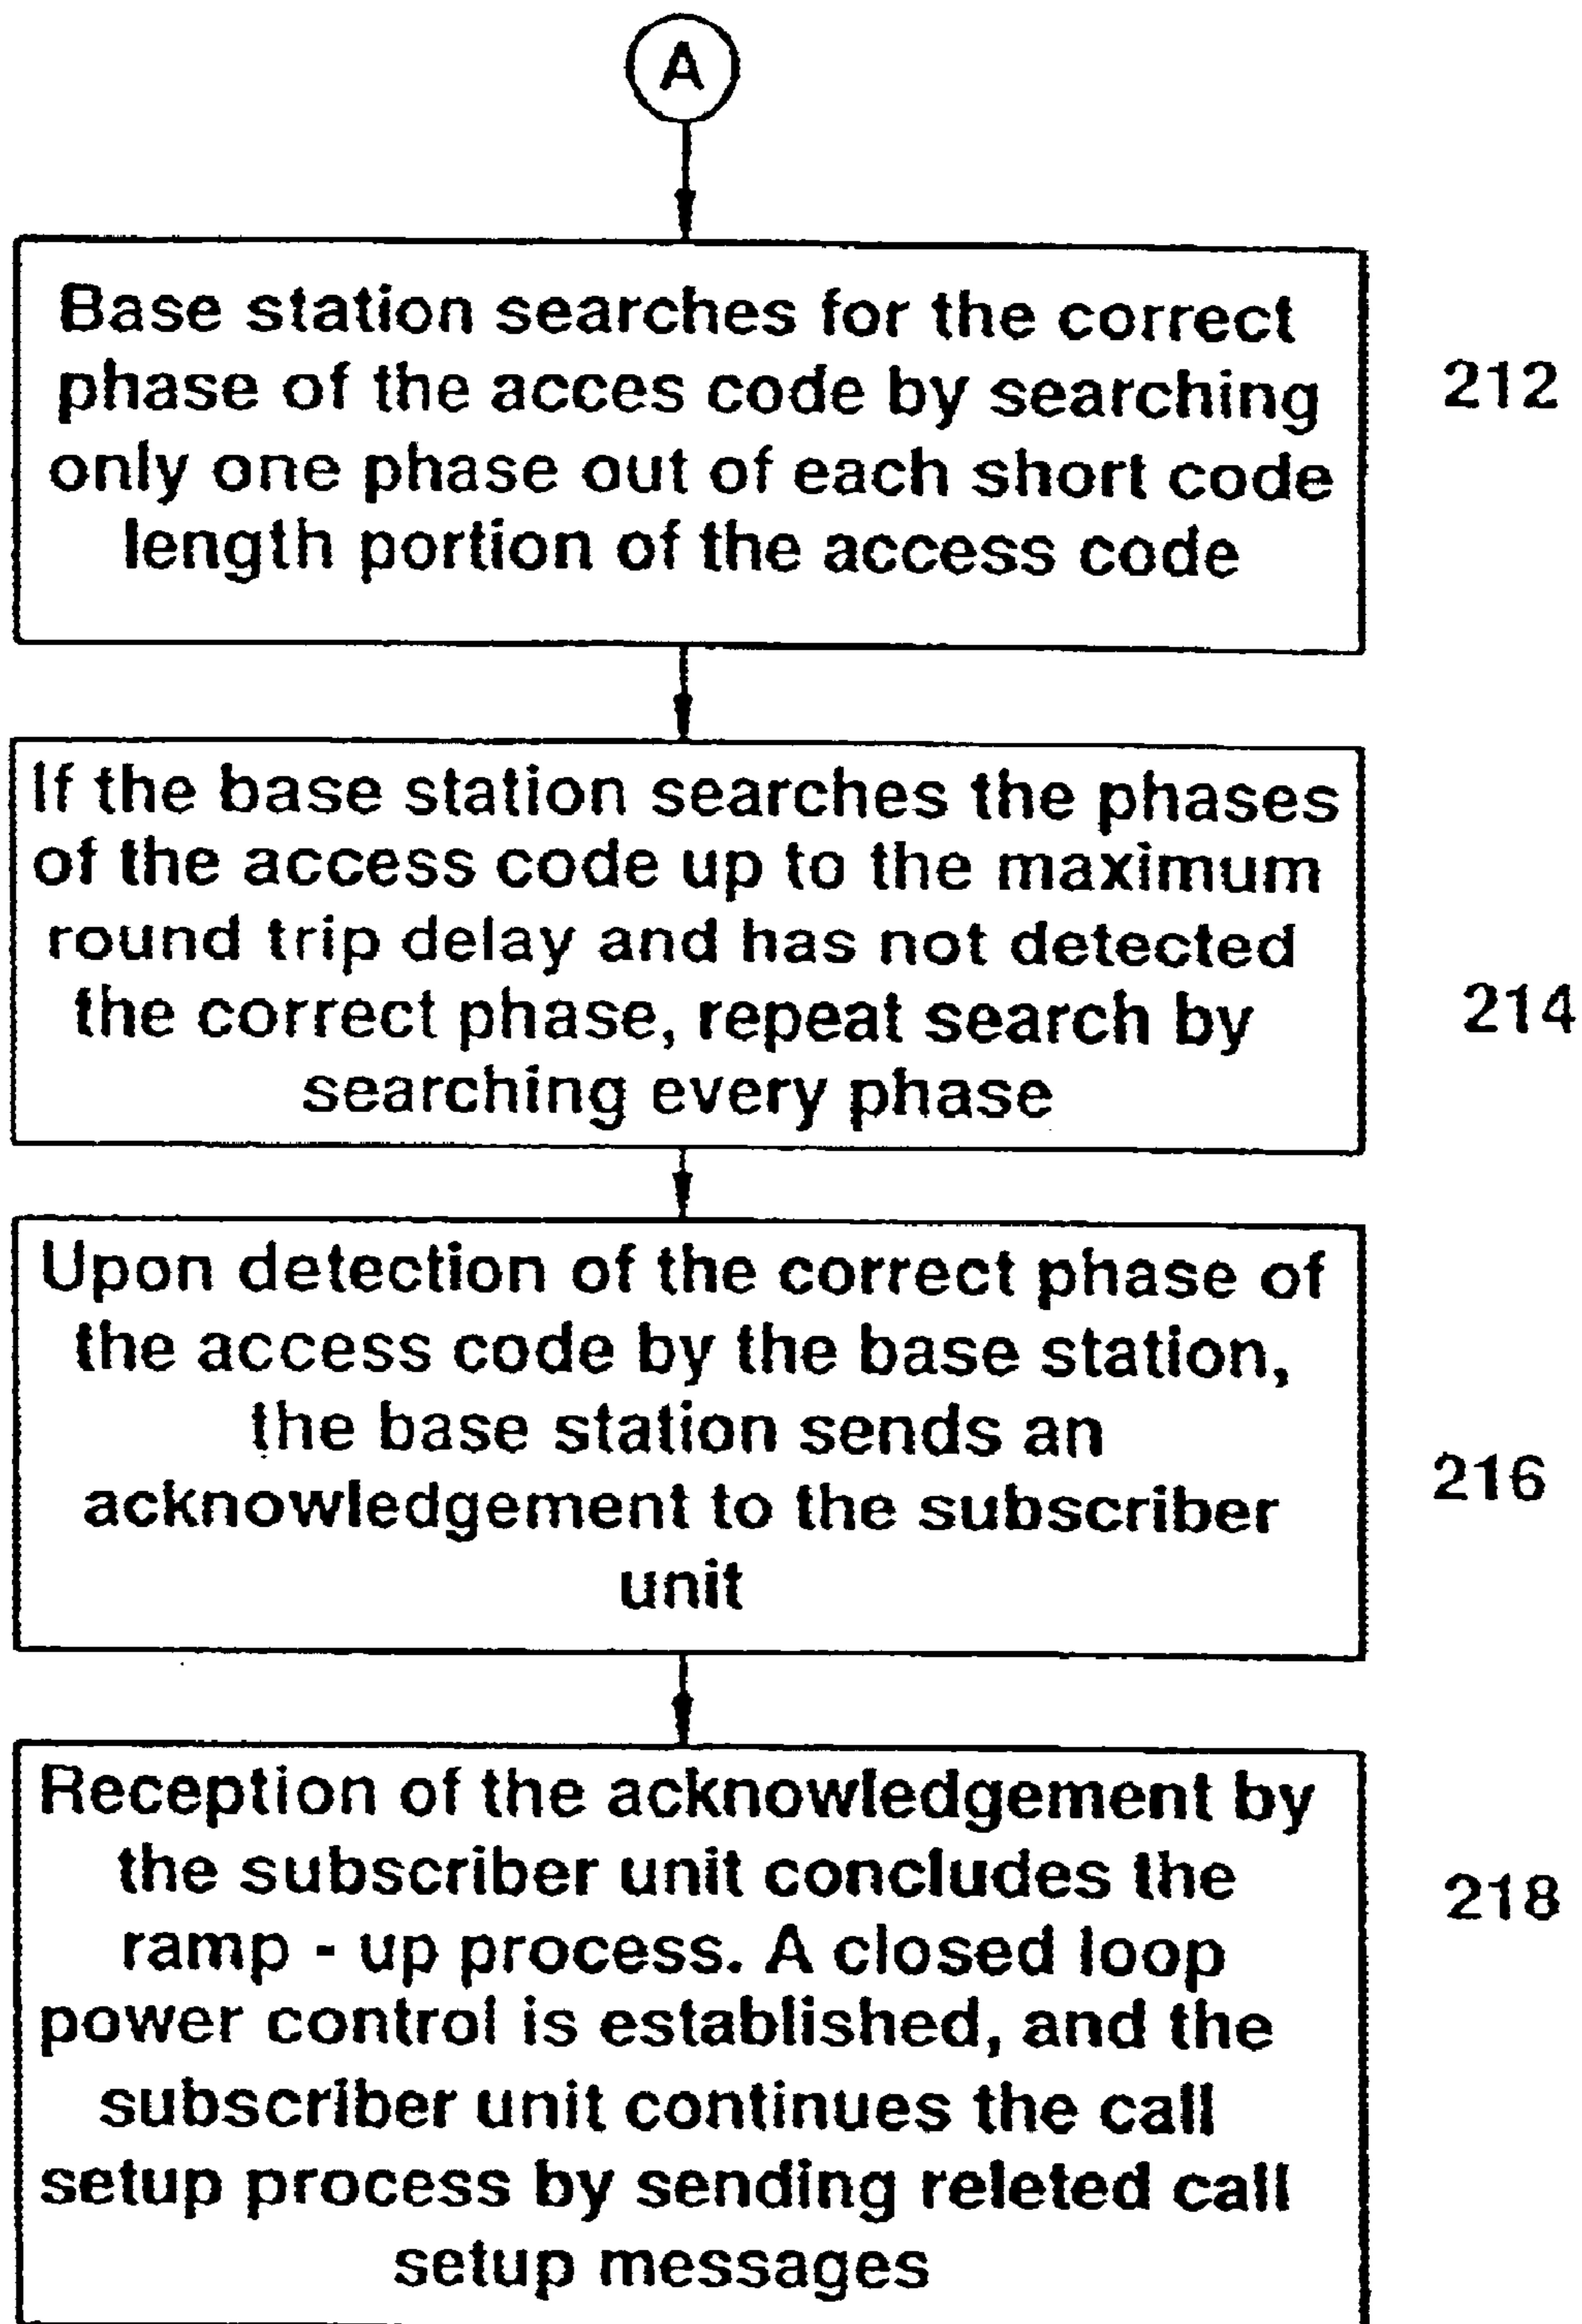 A
Base station searches for the correct
phase of the acces code by searching
only one phase out of each short code
length portion of the access code
212
If the base station searches the phases
of the access code up to the maximum
round trip delay and has not detected
the correct phase, repeat search by
searching every phase
214
Upon detection of the correct phase of
the access code by the base station,
the base station sends an
acknowledgement to the subscriber
unit
216
Reception of the acknowledgement by
the subscriber unit concludes the
ramp - up process. A closed loop
power control is established, and the
subscriber unit continues the call
setup process by sending releted call
setup messages
218